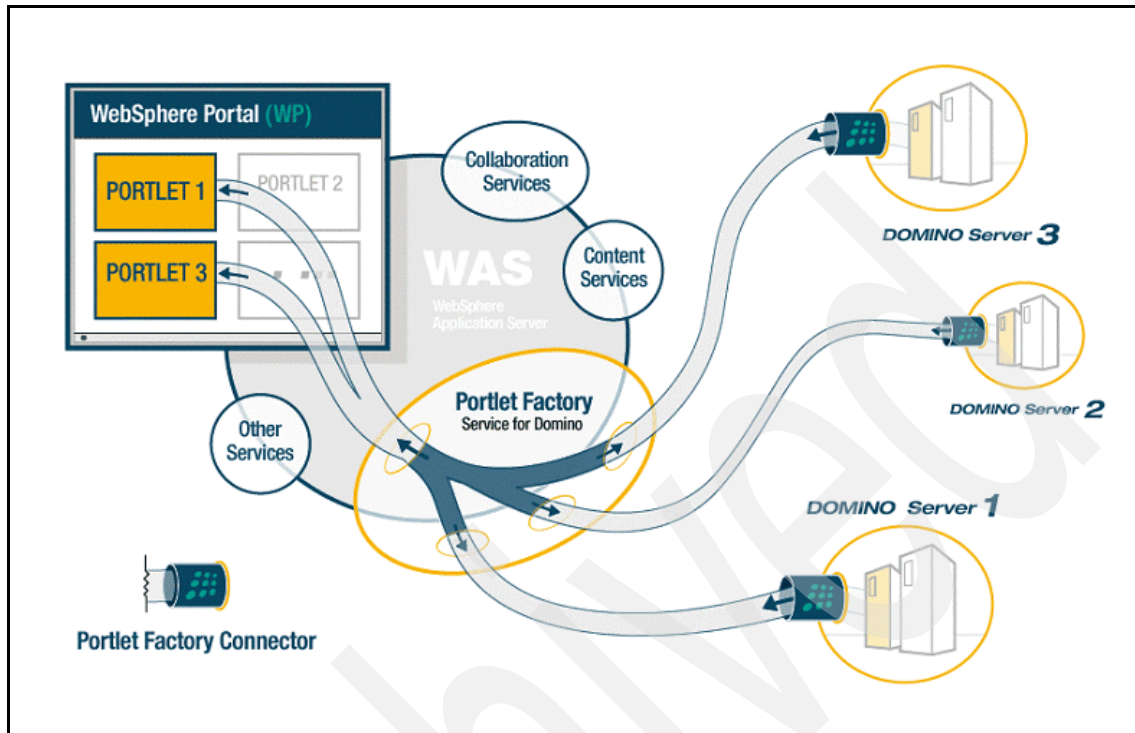 WebSphere Portal (WP)
PORTLET 1
PORTLET 2
PORTLET 3
Collaboration
Services
Content
Services
WAS
WebSphere
Application Server
Other
Services
Portlet Factory
Service for Domino
DOMINO Server 3
DOMINO Server 2
DOMINO Server 1
Portlet Factory Connector